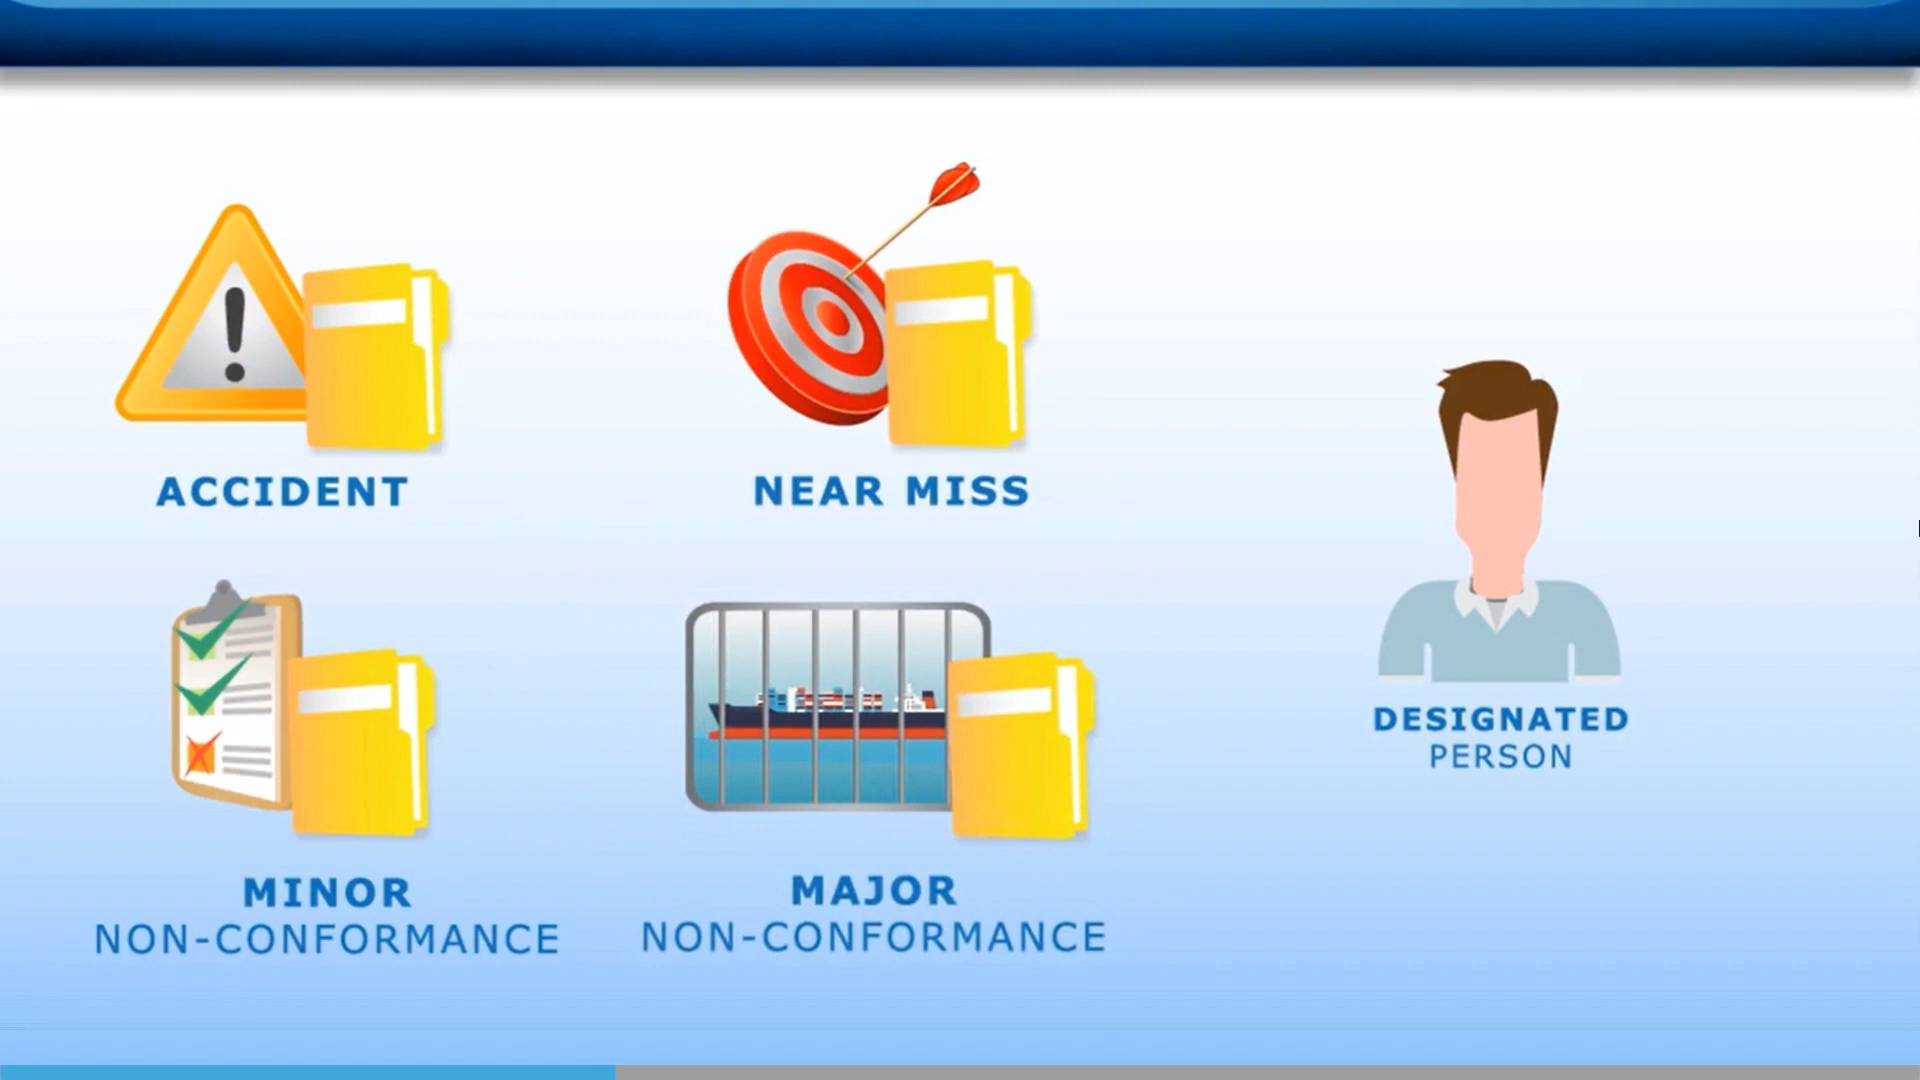 ACCIDENT
NEAR MISS
MINOR
NON-CONFORMANCE
MAJOR
NON-CONFORMANCE
DESIGNATED
PERSON